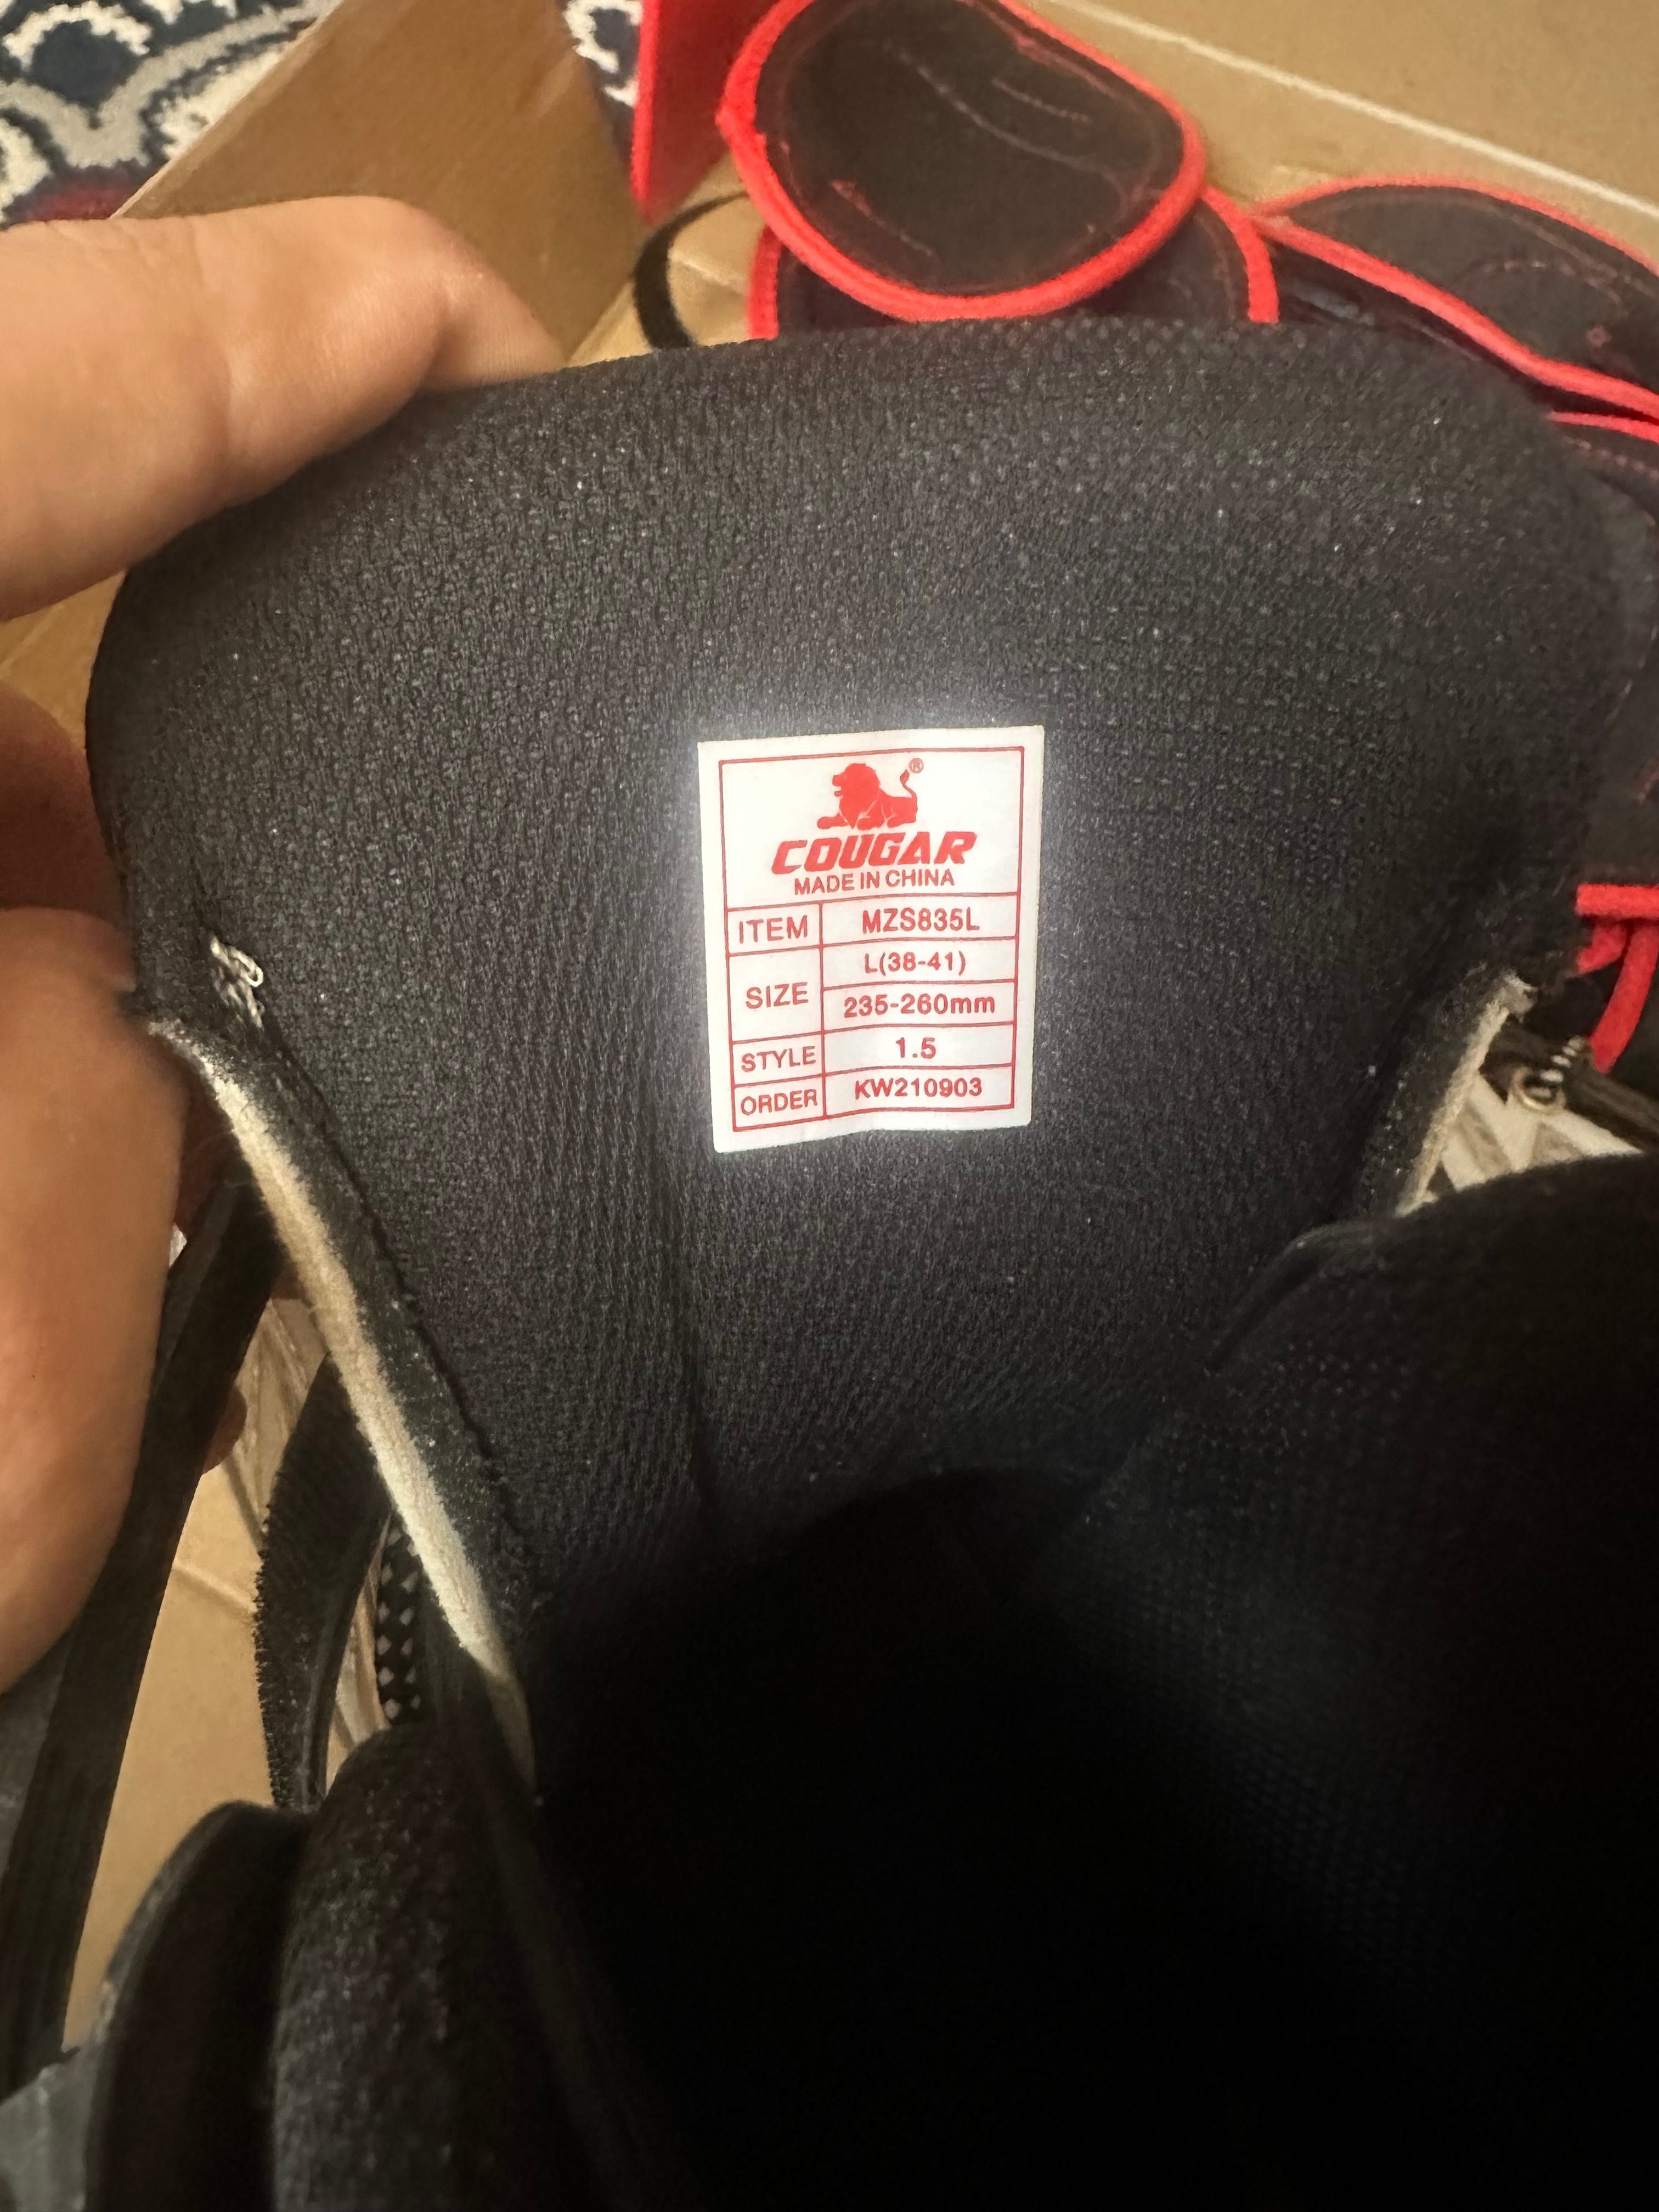 ®
COUGAR
MADE IN CHINA
ITEM MZS835L
SIZE L(38-41)
235-260mm
STYLE 1.5
ORDER KW210903